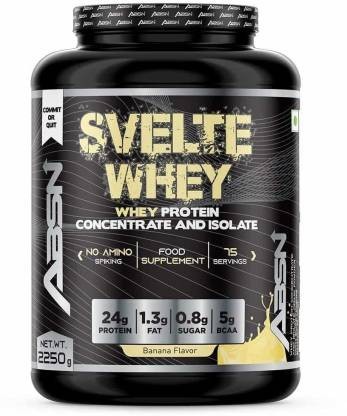 COMMIT
OR
QUIT
ABSN
SVELTE
WHEY
WHEY PROTEIN
CONCENTRATE AND ISOLATE
NO AMINO
SPIKING
FOOD
SUPPLEMENT
75
SERVINGS
24g
PROTEIN
1.3g
FAT
0.8g
SUGAR
5g
BCAA
Banana Flavor
NET.WT.
2250g